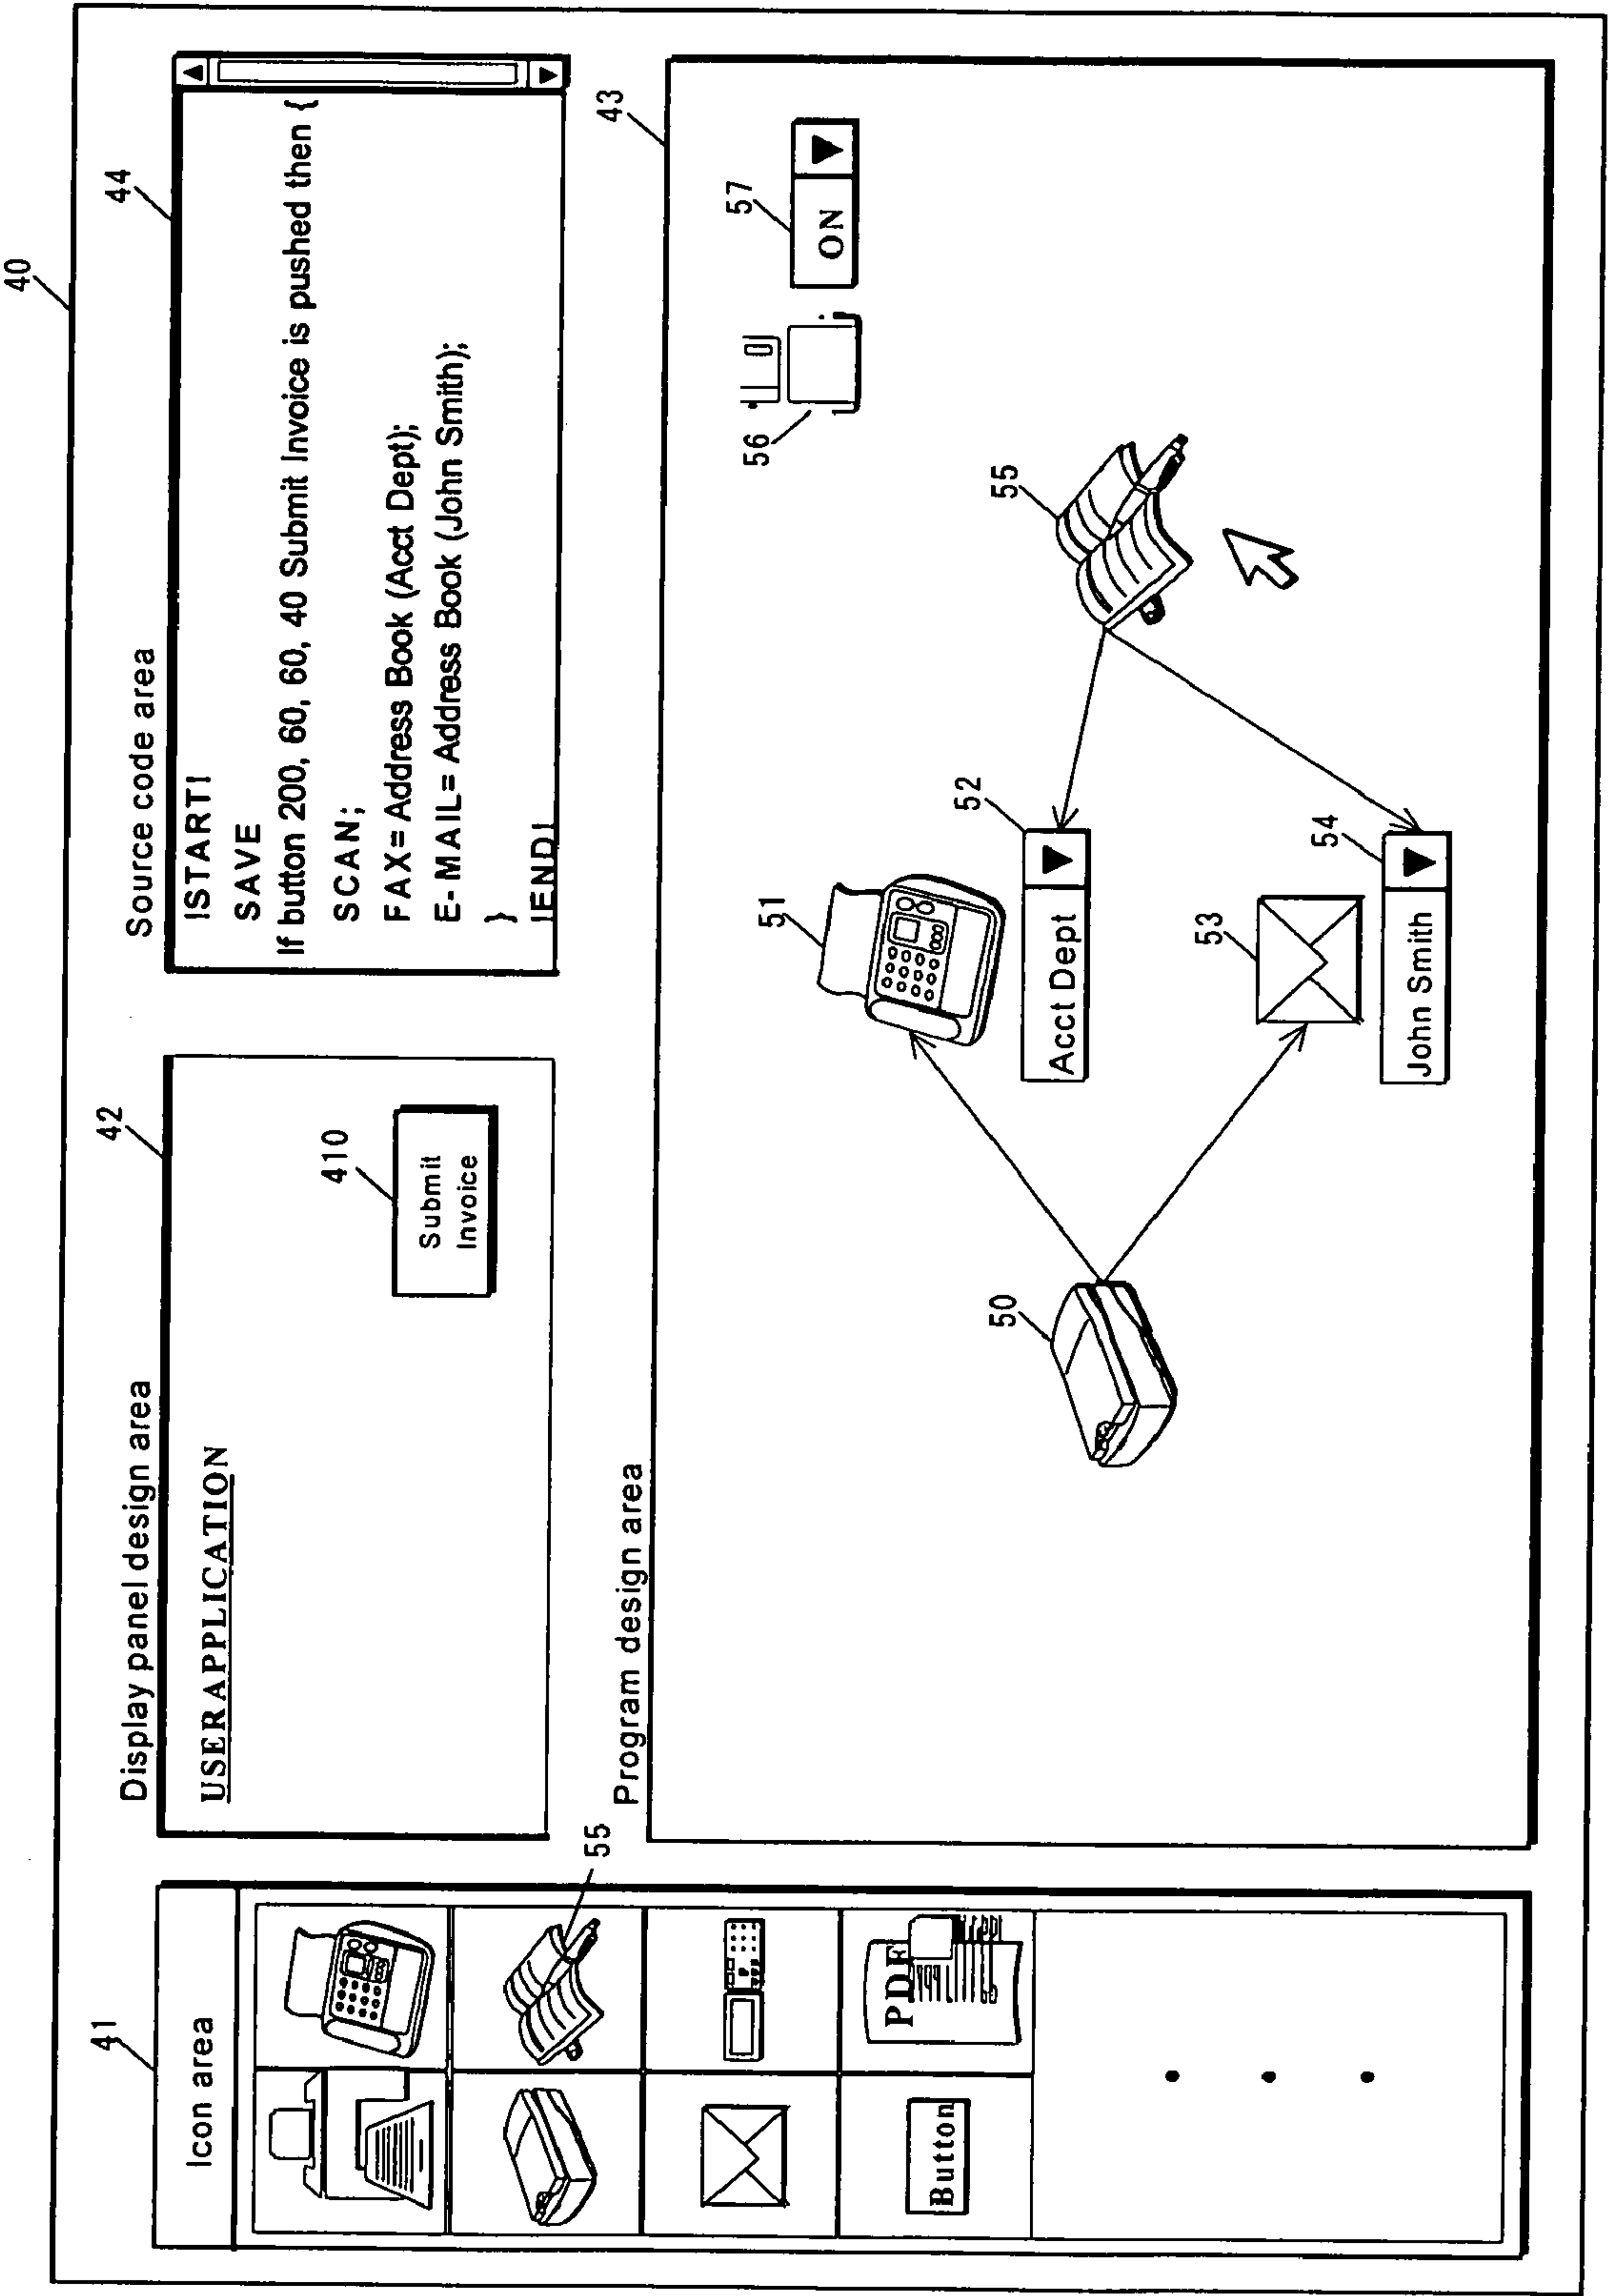 40
41
Icon area
55
PDF
Button
Display panel design area
42
USER APPLICATION
410
Submit
Invoice
Source code area
44
!START!
SAVE
If button 200, 60, 60, 40 Submit Invoice is pushed then {
SCAN;
FAX= Address Book (Acct Dept);
E-MAIL= Address Book (John Smith);
}
!END!
Program design area
43
50
51
52
Acct Dept
53
54
John Smith
55
56
57
ON